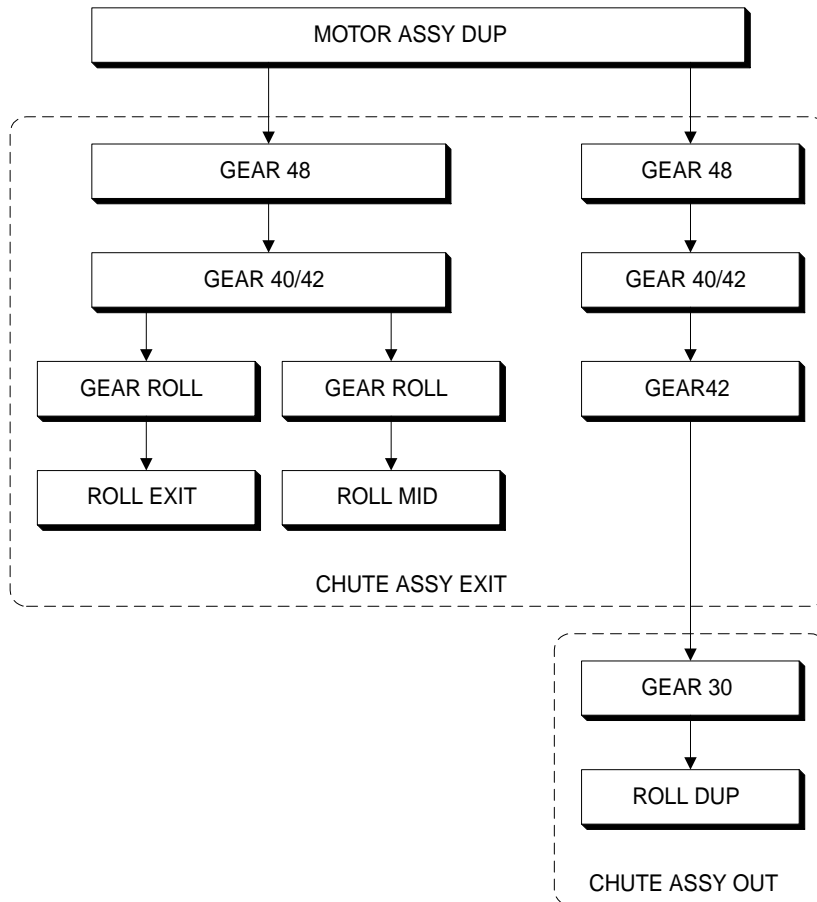 MOTOR ASSY DUP
GEAR 48
GEAR 48
GEAR 40/42
GEAR 40/42
GEAR ROLL
GEAR ROLL
GEAR42
ROLL EXIT
ROLL MID
CHUTE ASSY EXIT
GEAR 30
ROLL DUP
CHUTE ASSY OUT